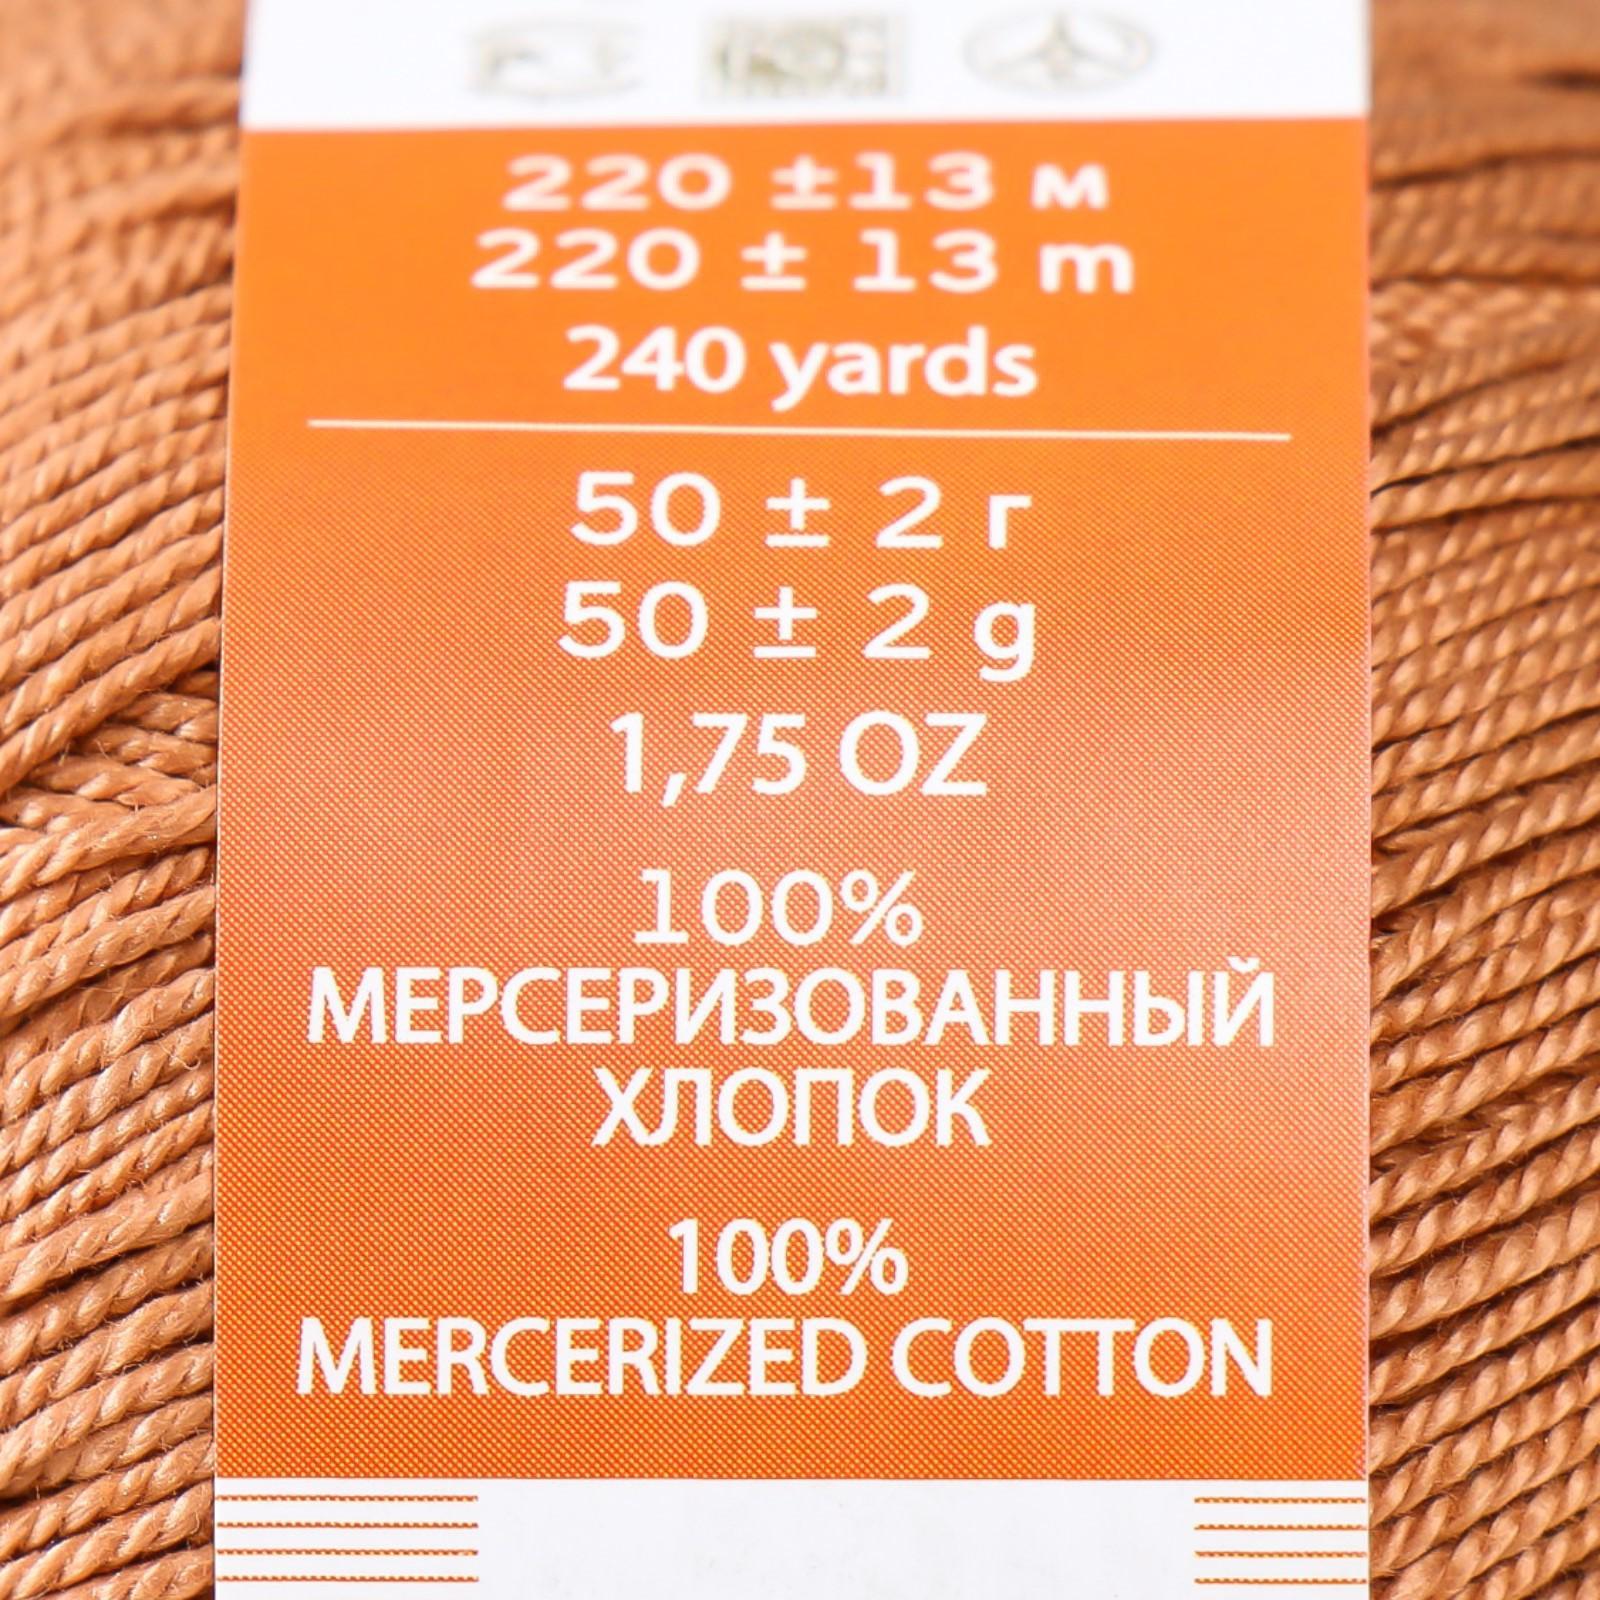 220 ±13 м
220 ± 13 m
240 yards
50 ± 2 г
50 ± 2 g
1,75 OZ
100%
МЕРСЕРИЗОВАННЫЙ
ХЛОПОК
100%
MERCERIZED COTTON